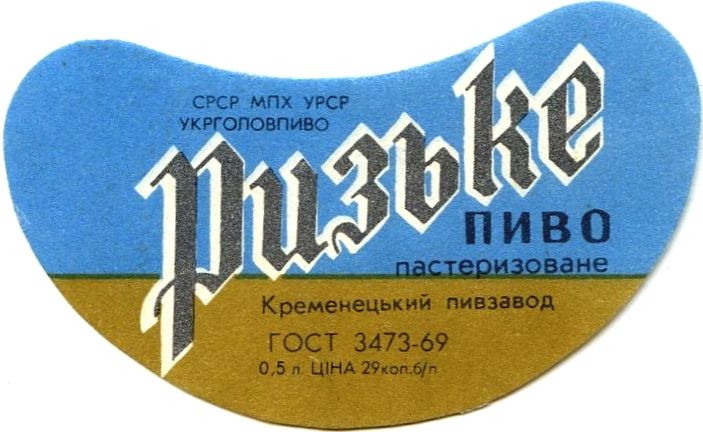 СРСР МПХ УРСР
УКРГОЛОВПИВО
Ризьке
ПИВО
пастеризоване
Кременецький пивзавод
ГОСТ 3473-69
0,5 л. ЦІНА 29коп.б/п